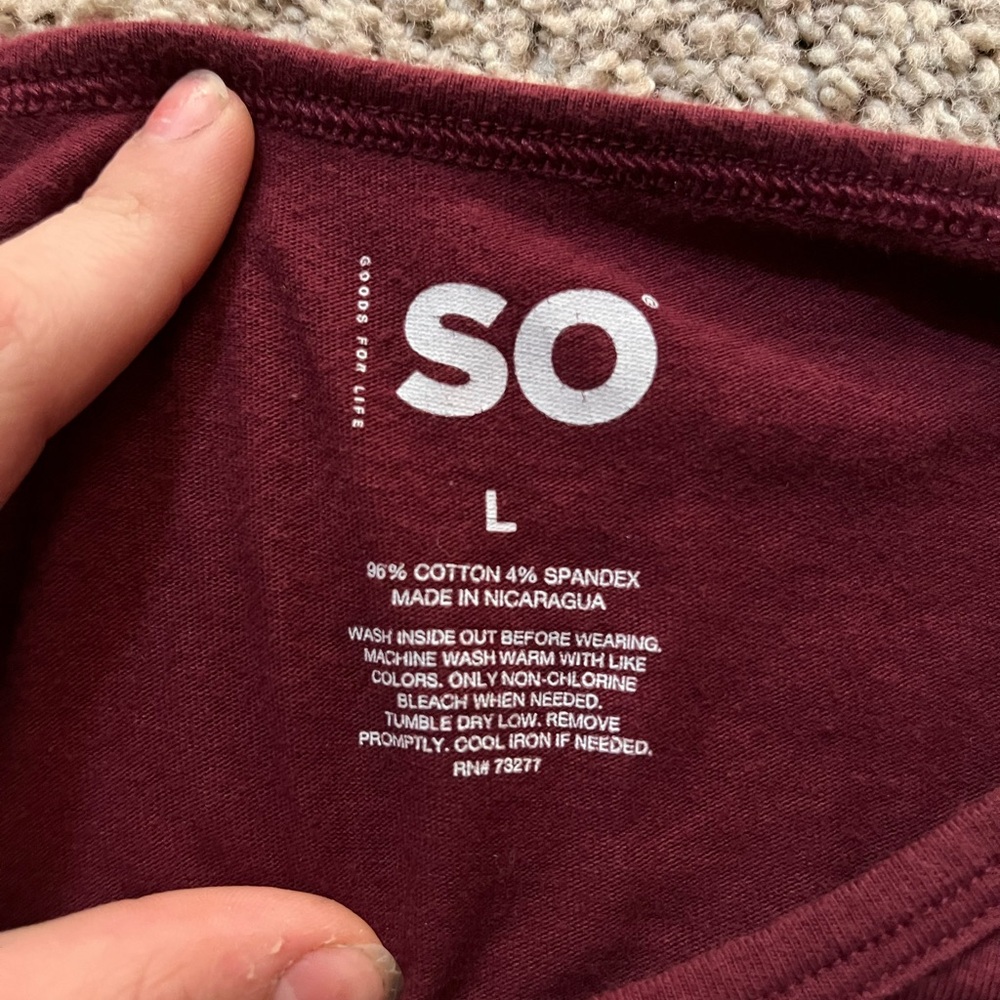 GOODS FOR LIFE
SO®
L
96% COTTON 4% SPANDEX
MADE IN NICARAGUA
WASH INSIDE OUT BEFORE WEARING.
MACHINE WASH WARM WITH LIKE
COLORS. ONLY NON-CHLORINE
BLEACH WHEN NEEDED.
TUMBLE DRY LOW. REMOVE
PROMPTLY. COOL IRON IF NEEDED.
RN# 73277